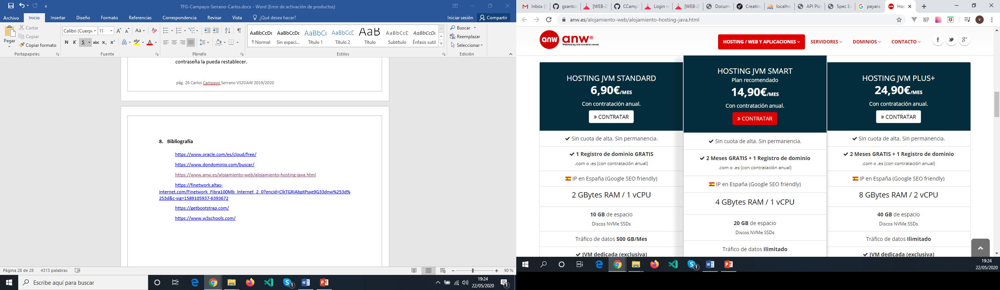 TFG-Campayo-Serrano-Carlos.docx - Word (Error de activación de productos)
Archivo
Inicio
Insertar
Diseño
Formato
Referencias
Correspondencia
Revisar
Vista
¿Qué desea hacer?
Iniciar sesión
Compartir
Pegar
Cortar
Copiar
Copiar formato
Portapapeles
Calibri (Cuerpo
11
Aa
N K S abc x₂ x²
A
Fuente
Párrafo
AaBbCcDc
AaBbCcDc
AaBbC(
AaBbCcE
AaB
AaBbCcD
AaBbCcDc
¶ Normal
Sin espaci...
Título 1
Título 2
Título
Subtítulo
Énfasis sutil
Estilos
Buscar
Reemplazar
Seleccionar
Edición
contraseña la pueda restablecer.
pág. 26 Carlos Campayo Serrano VS2DAW 2019/2020
8. Bibliografía
https://www.oracle.com/es/cloud/free/
https://www.dondominio.com/buscar/
https://www.anw.es/alojamiento-web/alojamiento-hosting-java.html
https://finetwork.altas-
internet.com/Finetwork_Fibra100Mb_Internet_2_0?encid=ClkTGRiAbptPsxe9G33dnw%253d%
253d&c-sig=1589105937-6393672
https://getbootstrap.com/
https://www.w3schools.com/
Página 28 de 28
4313 palabras
90 %
Escribe aquí para buscar
19:24
22/05/2020
Inbox (5
gsantos
[WEB-2
CCampo
Login re
[WEB-2
Docume
Creating
localhos
API Plat
Spec Ex
payara
Hos
anw.es/alojamiento-web/alojamiento-hosting-java.html
NP
V
anw
anw®
Webhosting and domains names
HOSTING / WEB Y APLICACIONES
SERVIDORES
DOMINIOS
CONTACTO
HOSTING JVM STANDARD
6,90€/MES
Con contratación anual.
» CONTRATAR
Sin cuota de alta. Sin permanencia.
1 Registro de dominio GRATIS
.com o .es (con contratación anual)
IP en España (Google SEO friendly)
2 GBytes RAM / 1 vCPU
10 GB de espacio
Discos NVMe SSDs
Tráfico de datos 500 GB/Mes
JVM dedicada (exclusiva)
HOSTING JVM SMART
Plan recomendado
14,90€/MES
Con contratación anual.
» CONTRATAR
Sin cuota de alta. Sin permanencia.
2 Meses GRATIS + 1 Registro de dominio
.com o .es (con contratación anual)
IP en España (Google SEO friendly)
4 GBytes RAM / 1 vCPU
20 GB de espacio
Discos NVMe SSDs
Tráfico de datos Ilimitado
HOSTING JVM PLUS+
24,90€/MES
Con contratación anual.
» CONTRATAR
Sin cuota de alta. Sin permanencia.
2 Meses GRATIS + 1 Registro de dominio
.com o .es (con contratación anual)
IP en España (Google SEO friendly)
8 GBytes RAM / 2 vCPU
40 GB de espacio
Discos NVMe SSDs
Tráfico de datos Ilimitado
JVM dedicada (exclusiva)
19:24
22/05/2020